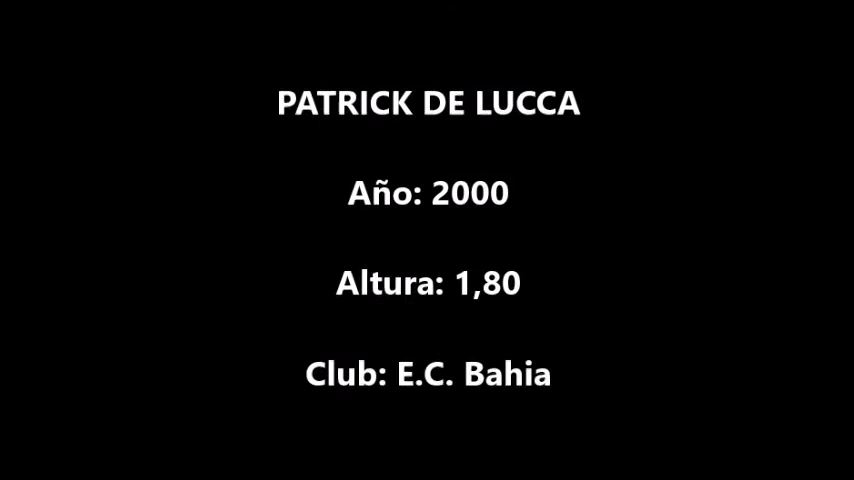 PATRICK DE LUCCA
Año: 2000
Altura: 1,80
Club: E.C. Bahia